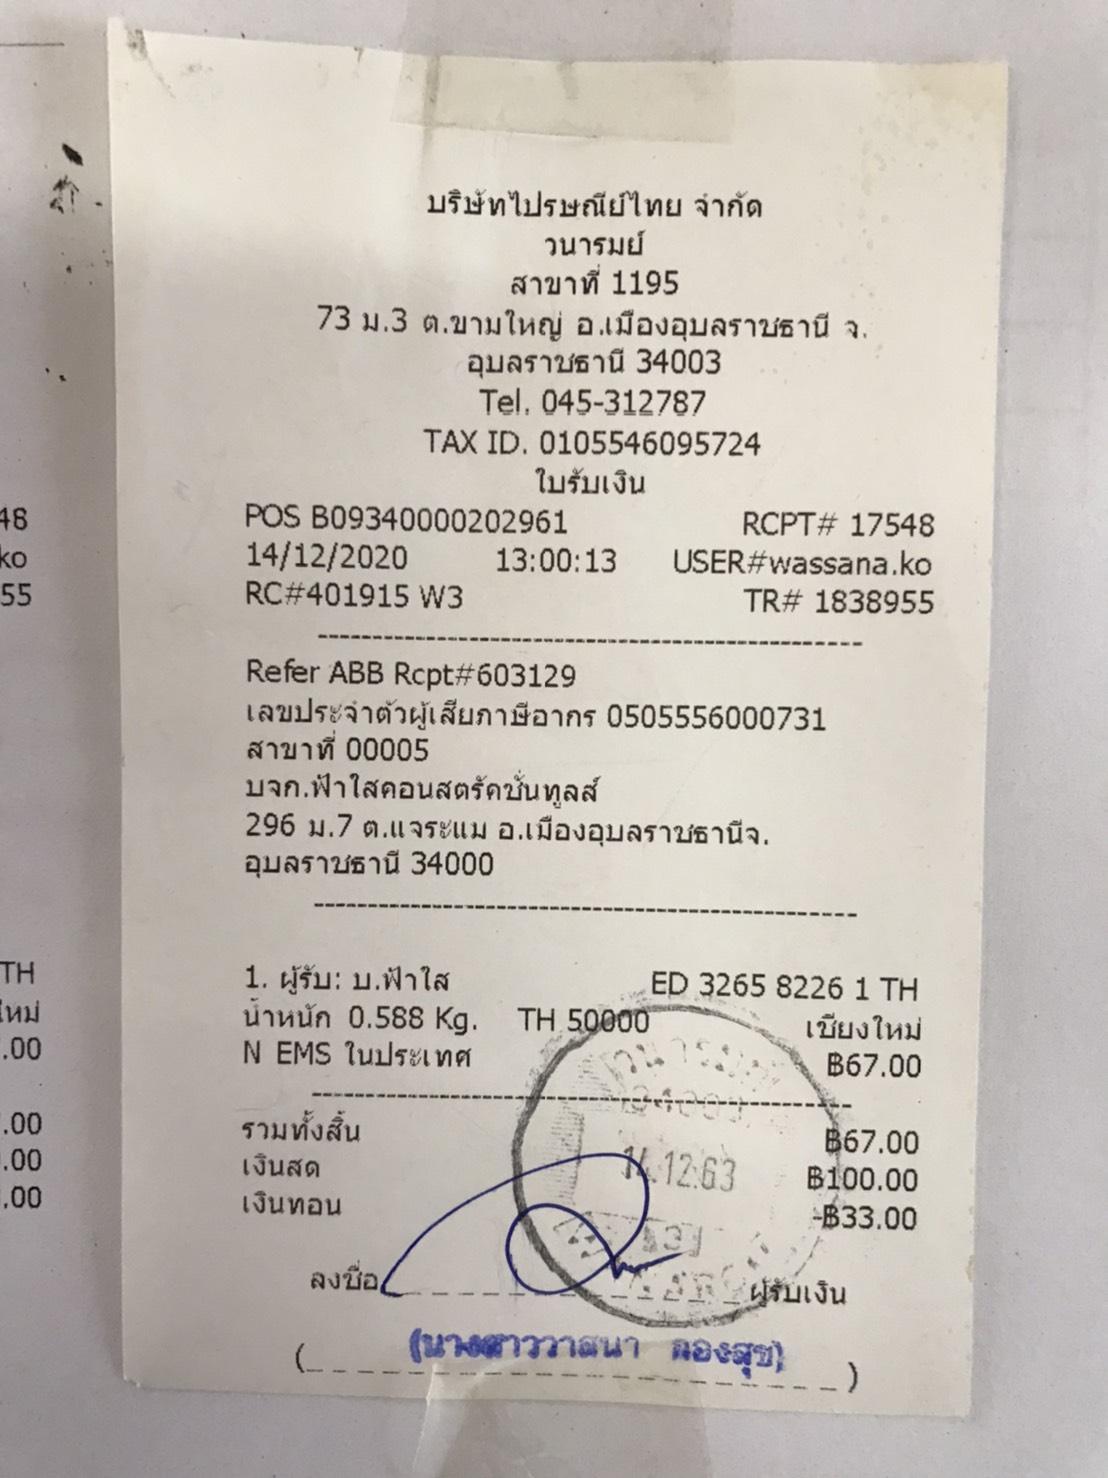 บริษัทไปรษณีย์ไทย จำกัด
วนารมย์
สาขาที่ 1195
73 ม.3 ต.ขามใหญ่ อ.เมืองอุบลราชธานี จ.
อุบลราชธานี 34003
Tel. 045-312787
TAX ID. 0105546095724
ใบรับเงิน
POS B09340000202961 RCPT# 17548
14/12/2020 13:00:13 USER#wassana.ko
RC#401915 W3 TR# 1838955
Refer ABB Rcpt#603129
เลขประจำตัวผู้เสียภาษีอากร 0505556000731
สาขาที่ 00005
บจก.ฟ้าใสคอนสตรัคชั่นทูลส์
296 ม.7 ต.แจระแม อ.เมืองอุบลราชธานีจ.
อุบลราชธานี 34000
1. ผู้รับ: บ.ฟ้าใส ED 3265 8226 1 TH
น้ำหนัก 0.588 Kg. TH 50000 เชียงใหม่
N EMS ในประเทศ ฿67.00
รวมทั้งสิ้น ฿67.00
เงินสด ฿100.00
เงินทอน -฿33.00
14.12.63
ลงชื่อ ผู้รับเงิน
(นางสาววาสนา กองสุข)
48
ko
55
TH
ใหม่
.00
.00
.00
.00